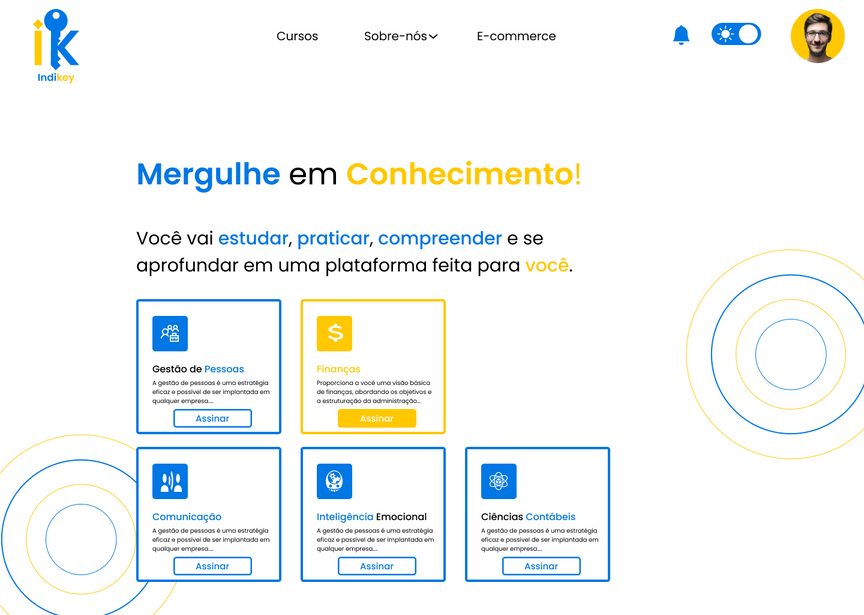 ik
Indikey
Cursos
Sobre-nós
E-commerce
Mergulhe em Conhecimento!
Você vai estudar, praticar, compreender e se
aprofundar em uma plataforma feita para você.
Gestão de Pessoas
A gestão de pessoas é uma estratégia
eficaz e possível de ser implantada em
qualquer empresa....
Assinar
Finanças
Proporciona a você uma visão básica
de finanças, abordando os objetivos e
a estruturação da administração...
Assinar
Comunicação
A gestão de pessoas é uma estratégia
eficaz e possível de ser implantada em
qualquer empresa....
Assinar
Inteligência Emocional
A gestão de pessoas é uma estratégia
eficaz e possível de ser implantada em
qualquer empresa....
Assinar
Ciências Contábeis
A gestão de pessoas é uma estratégia
eficaz e possível de ser implantada em
qualquer empresa....
Assinar